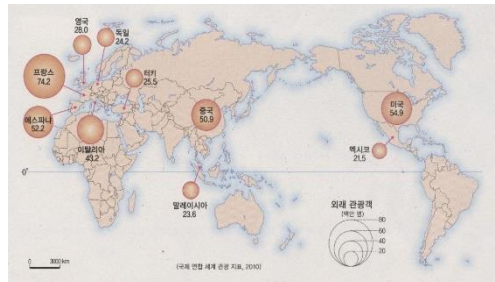 영국
28.0
독일
24.2
프랑스
74.2
터키
25.5
에스파냐
52.2
이탈리아
43.2
중국
50.9
미국
54.9
멕시코
21.5
말레이시아
23.6
0°
외래 관광객
(백만 명)
80
60
40
20
0 3000 km
(국제 연합 세계 관광 지표, 2010)